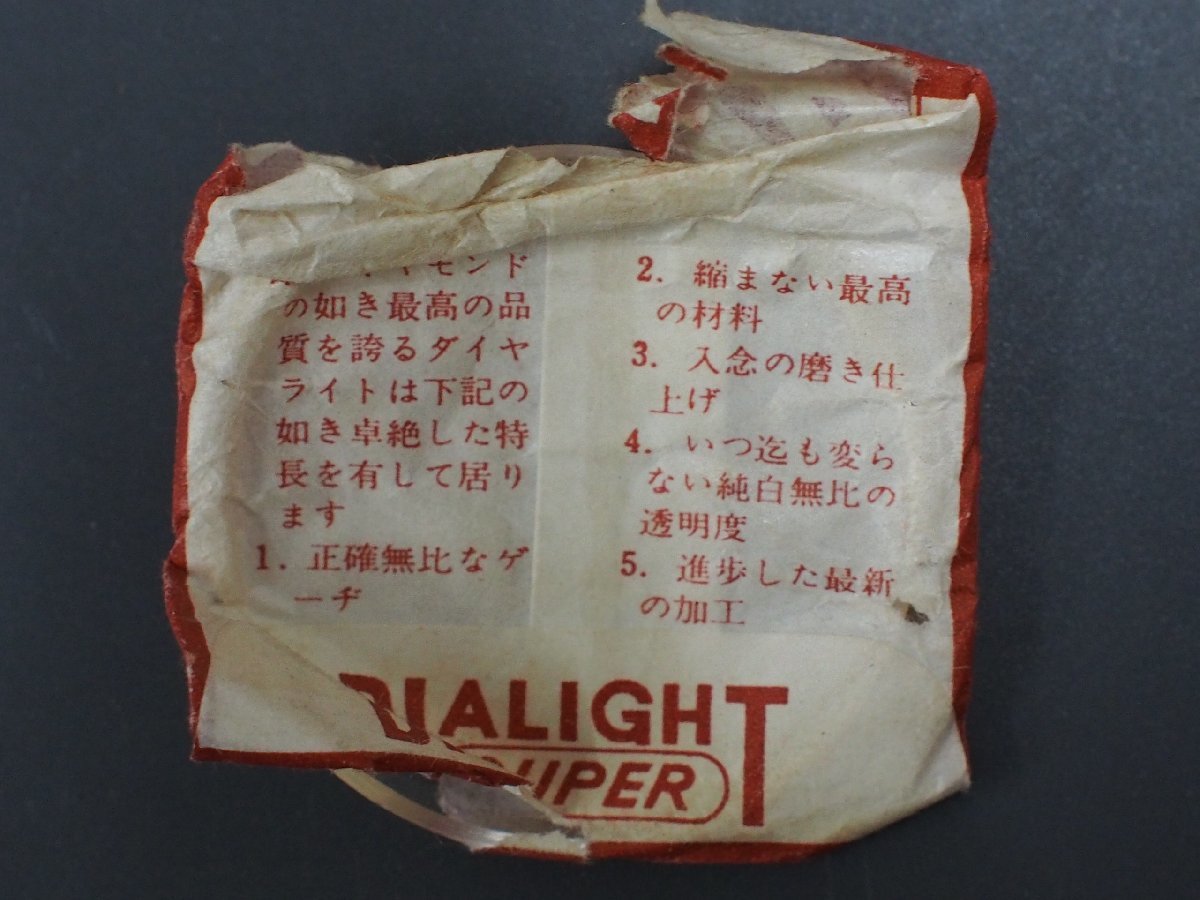 ヤモンド
の如き最高の品
質を誇るダイヤ
ライトは下記の
如き卓絶した特
長を有して居り
ます
1. 正確無比なゲ
ーヂ
2. 縮まない最高
の材料
3. 入念の磨き仕
上げ
4. いつ迄も変ら
ない純白無比の
透明度
5. 進歩した最新
の加工
DIALIGHT
SUPER